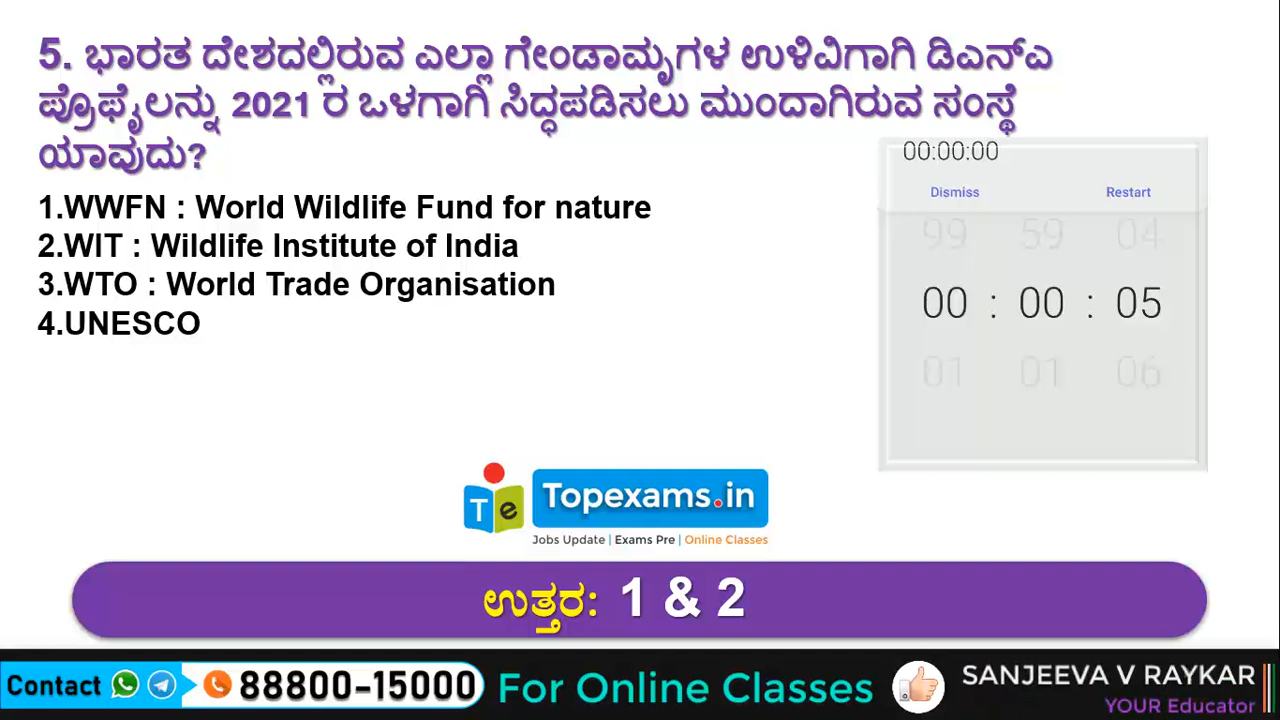 5. ಭಾರತ ದೇಶದಲ್ಲಿರುವ ಎಲ್ಲಾ ಗೇಂಡಾಮೃಗಳ ಉಳಿವಿಗಾಗಿ ಡಿಎನ್ಎ
ಪ್ರೊಫೈಲನ್ನು 2021 ರ ಒಳಗಾಗಿ ಸಿದ್ಧಪಡಿಸಲು ಮುಂದಾಗಿರುವ ಸಂಸ್ಥೆ
ಯಾವುದು?
1.WWFN : World Wildlife Fund for nature
2.WIT : Wildlife Institute of India
3.WTO : World Trade Organisation
4.UNESCO
00:00:00
Dismiss Restart
99 59 04
00 : 00 : 05
01 01 06
Te
Topexams.in
Jobs Update | Exams Pre | Online Classes
ಉತ್ತರ: 1 & 2
Contact 88800-15000 For Online Classes
SANJEEVA V RAYKAR
YOUR Educator